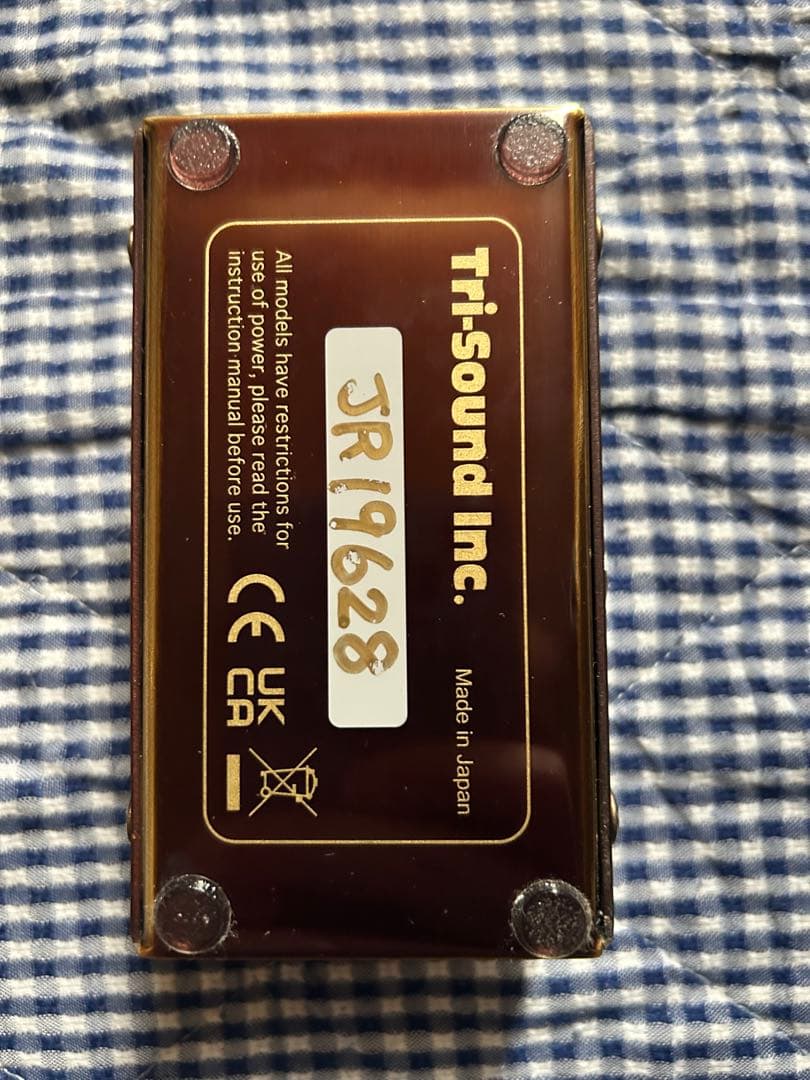 Tri-Sound Inc.
Made in Japan
JR19628
All models have restrictions for
use of power, please read the
instruction manual before use.
CE
UK
CA